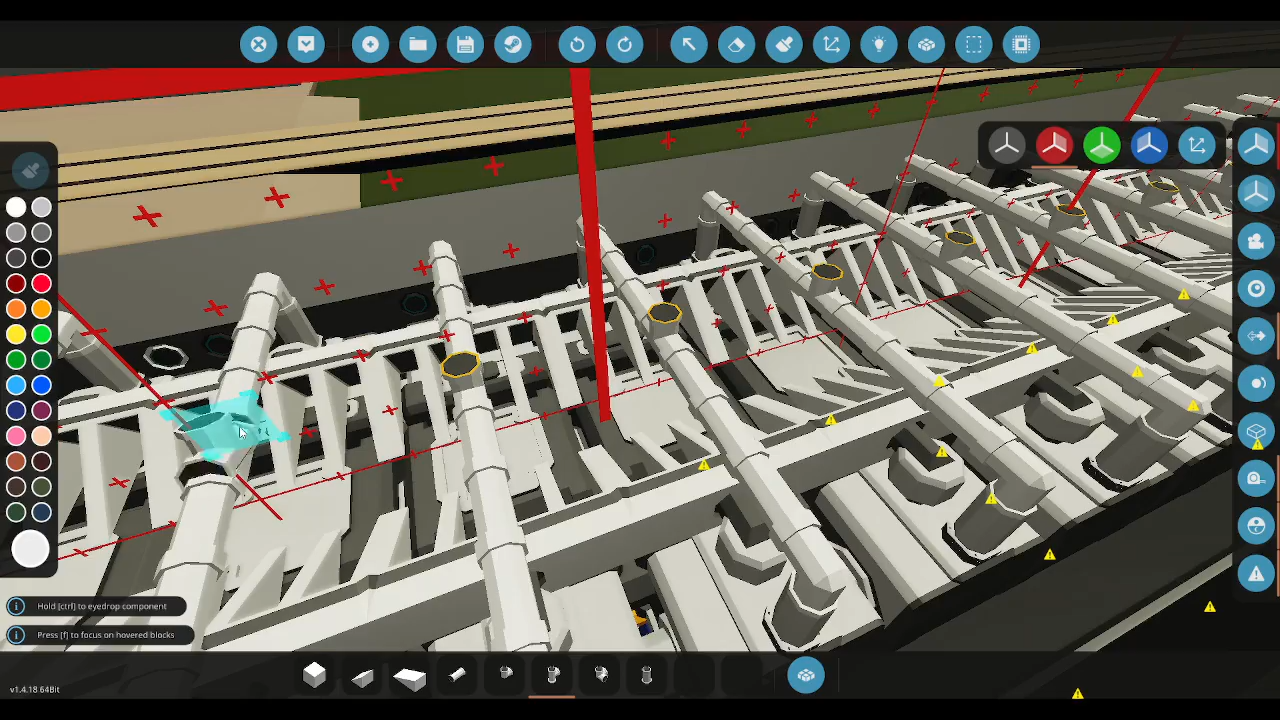 Hold [ctrl] to eyedrop component
Press [f] to focus on hovered blocks
v1.4.18 64Bit